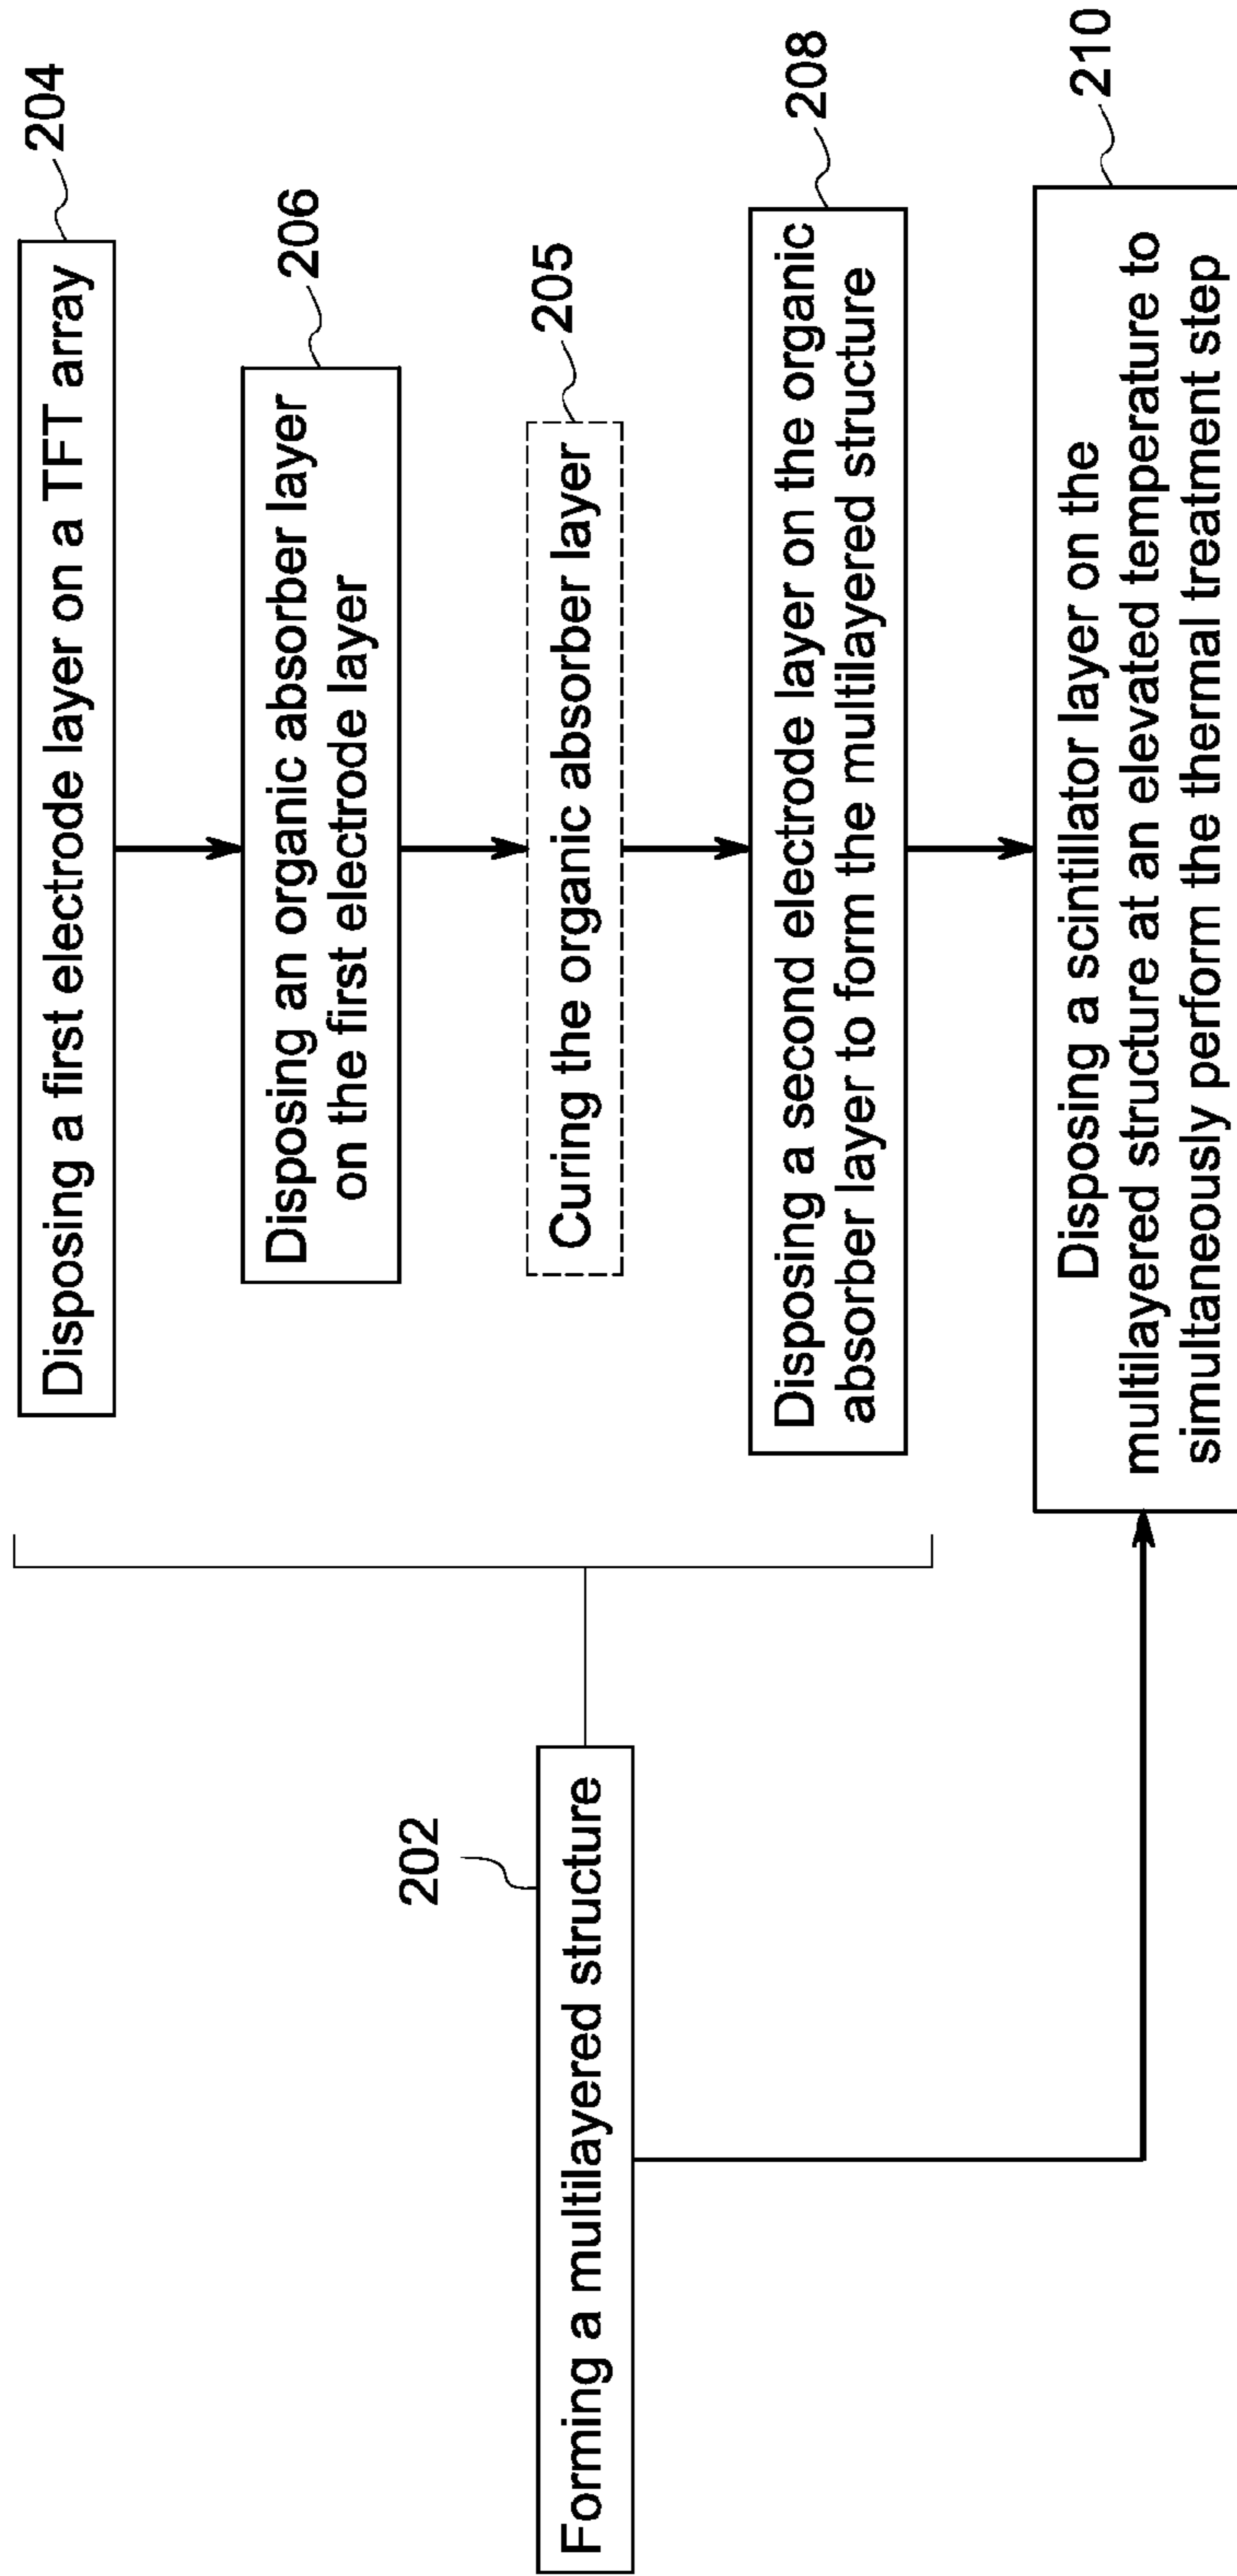 202
Forming a multilayered structure
204
Disposing a first electrode layer on a TFT array
206
Disposing an organic absorber layer
on the first electrode layer
205
Curing the organic absorber layer
208
Disposing a second electrode layer on the organic
absorber layer to form the multilayered structure
210
Disposing a scintillator layer on the
multilayered structure at an elevated temperature to
simultaneously perform the thermal treatment step